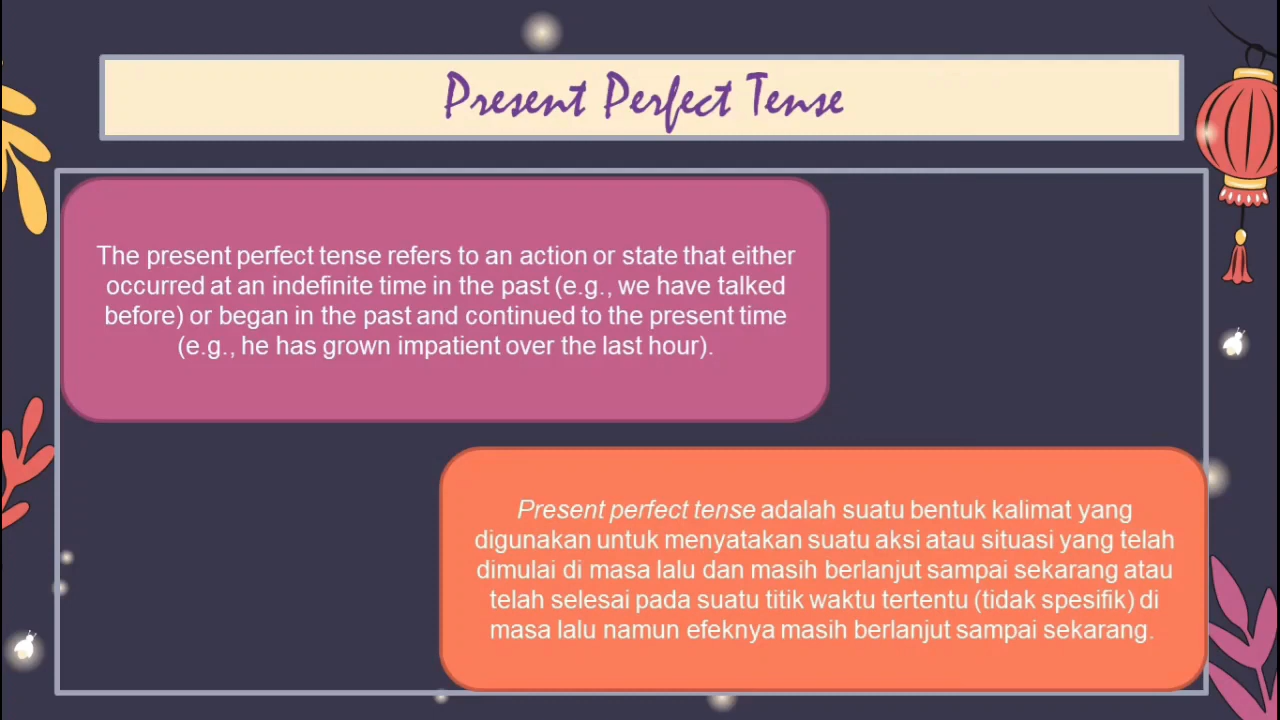 Present Perfect Tense
The present perfect tense refers to an action or state that either
occurred at an indefinite time in the past (e.g., we have talked
before) or began in the past and continued to the present time
(e.g., he has grown impatient over the last hour).
Present perfect tense adalah suatu bentuk kalimat yang
digunakan untuk menyatakan suatu aksi atau situasi yang telah
dimulai di masa lalu dan masih berlanjut sampai sekarang atau
telah selesai pada suatu titik waktu tertentu (tidak spesifik) di
masa lalu namun efeknya masih berlanjut sampai sekarang.